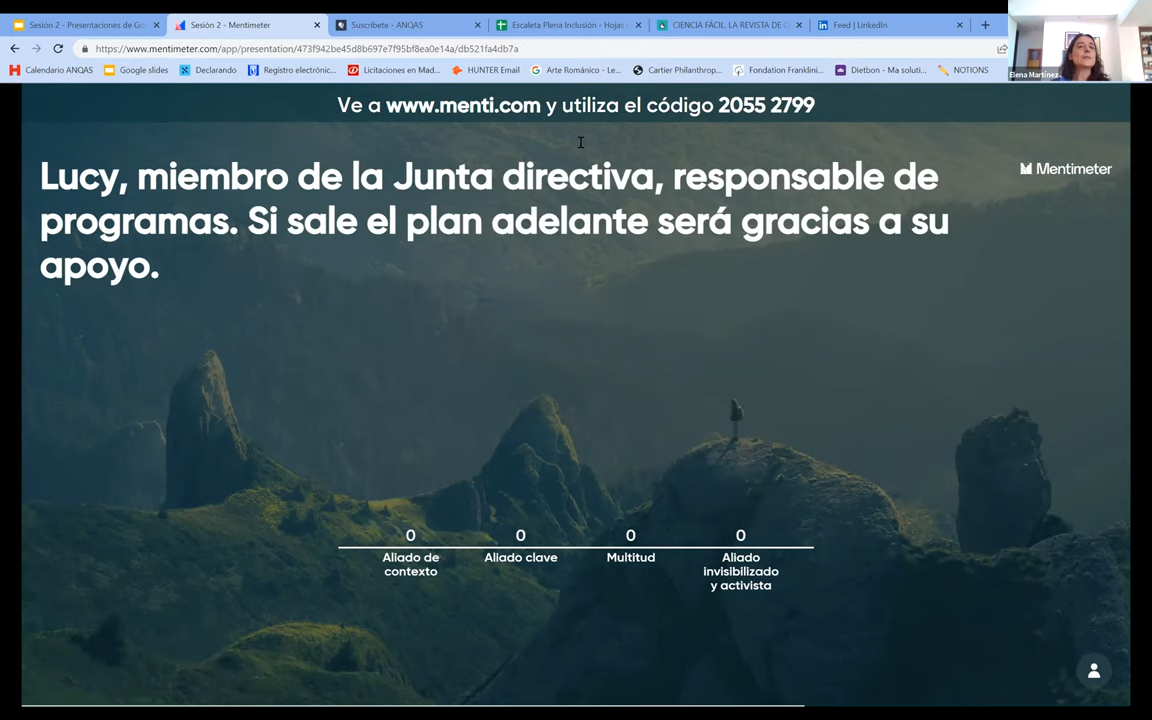 Sesión 2 - Presentaciones de Go
Sesión 2 - Mentimeter
Suscríbete - ANQAS
Escaleta Plena Inclusión - Hojas
CIENCIA FÁCIL. LA REVISTA DE C
Feed | LinkedIn
https://www.mentimeter.com/app/presentation/473f942be45d8b697e7f95bf8ea0e14a/db521fa4db7a
Calendario ANQAS
Google slides
Declarando
Registro electrónic...
Licitaciones en Mad...
HUNTER Email
Arte Románico - Le...
Cartier Philanthrop...
Fondation Franklini...
Dietbon - Ma soluti...
NOTIONS
Elena Martínez
Ve a www.menti.com y utiliza el código 2055 2799
Mentimeter
Lucy, miembro de la Junta directiva, responsable de
programas. Si sale el plan adelante será gracias a su
apoyo.
0
0
0
0
Aliado de
contexto
Aliado clave
Multitud
Aliado
invisibilizado
y activista